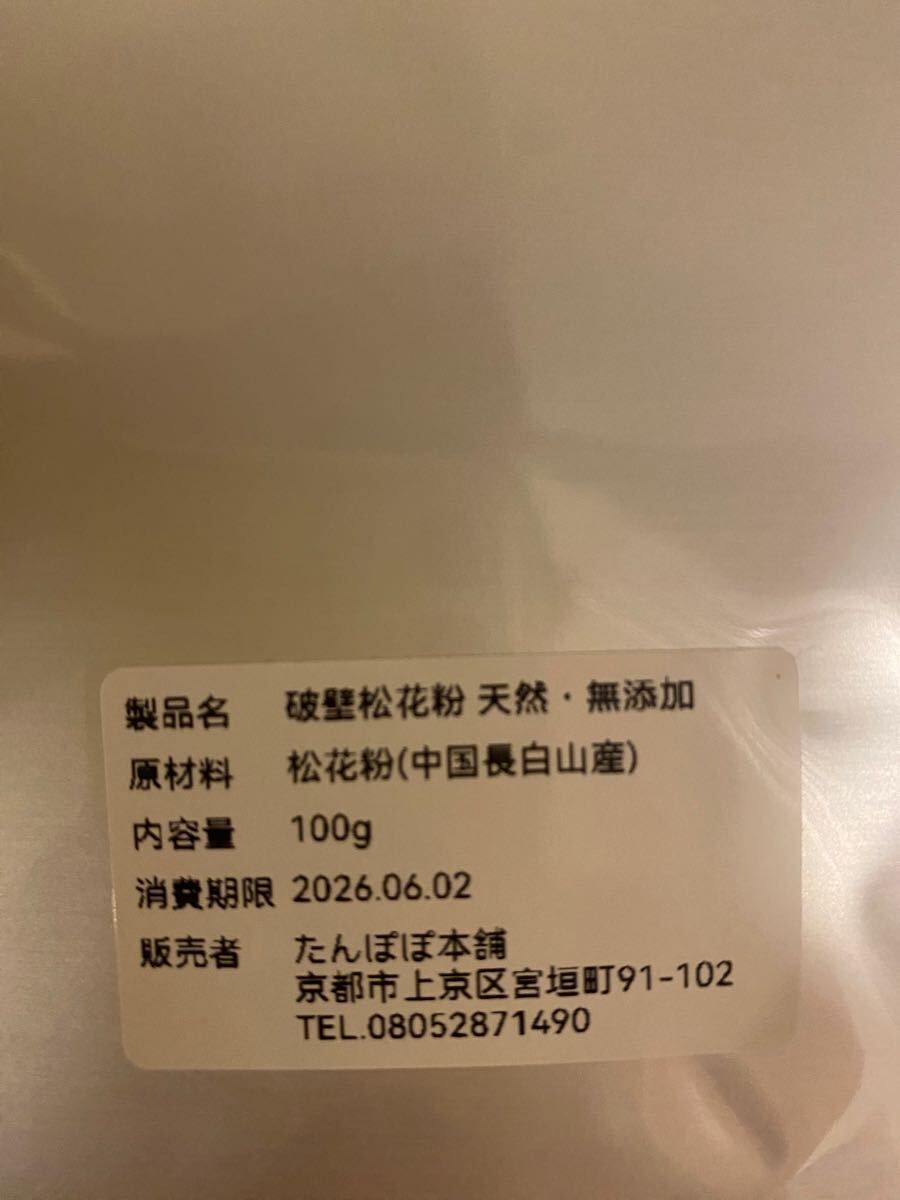 製品名 破壁松花粉 天然・無添加
原材料 松花粉(中国長白山産)
内容量 100g
消費期限 2026.06.02
販売者 たんぽぽ本舗
京都市上京区宮垣町91-102
TEL.08052871490